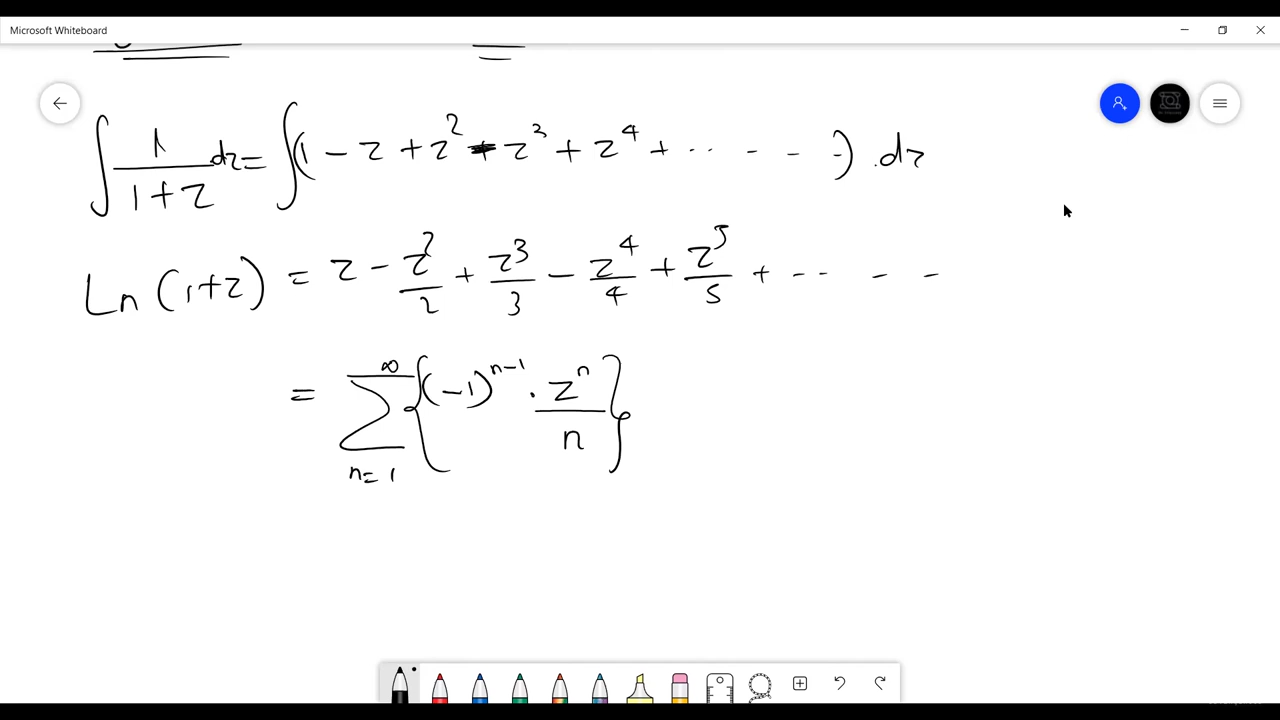 Microsoft Whiteboard
∫ 1/(1+z) dz = ∫(1 - z + z² - z³ + z⁴ + ⋯ - - -) . dz
Ln (1+z) = z - z²/2 + z³/3 - z⁴/4 + z⁵/5 + ⋯ - -
= ∑_{n=1}^{∞} {(-1)^{n-1} · z^n/n}